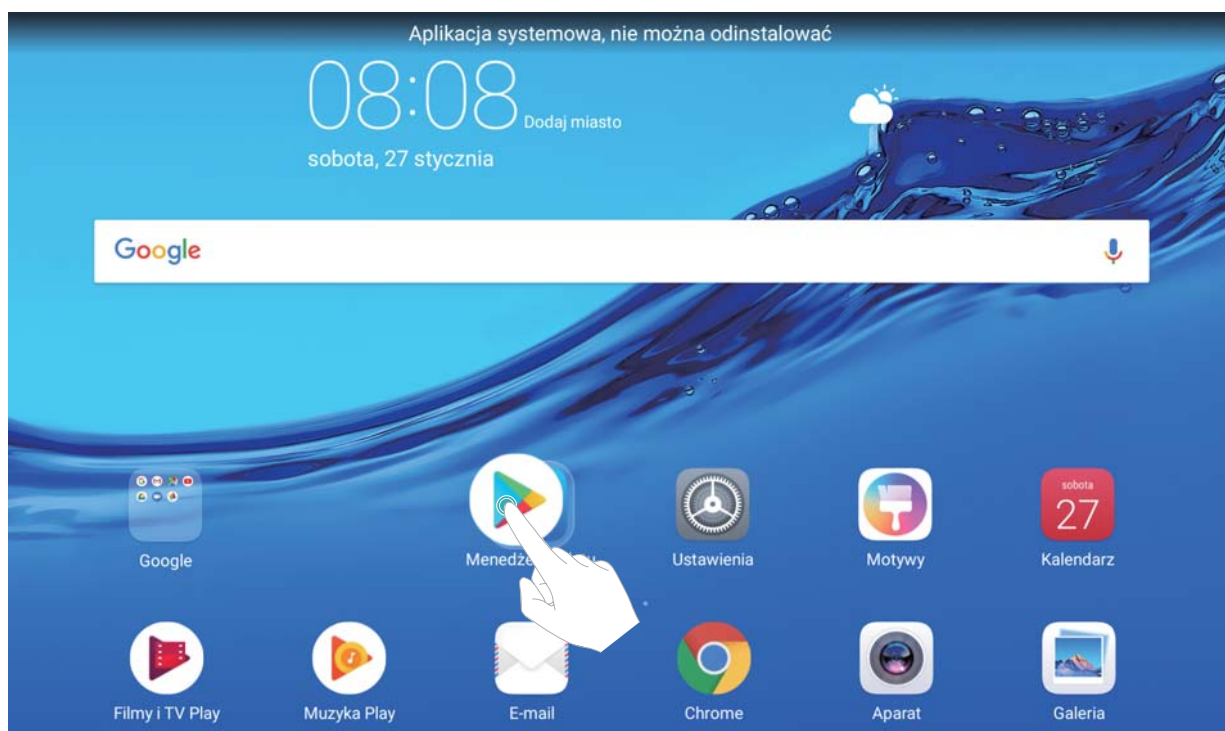 Aplikacja systemowa, nie można odinstalować
08:08 Dodaj miasto
sobota, 27 stycznia
Google
sobota
27
Google
Ustawienia
Motywy
Kalendarz
Filmy i TV Play
Muzyka Play
E-mail
Chrome
Aparat
Galeria